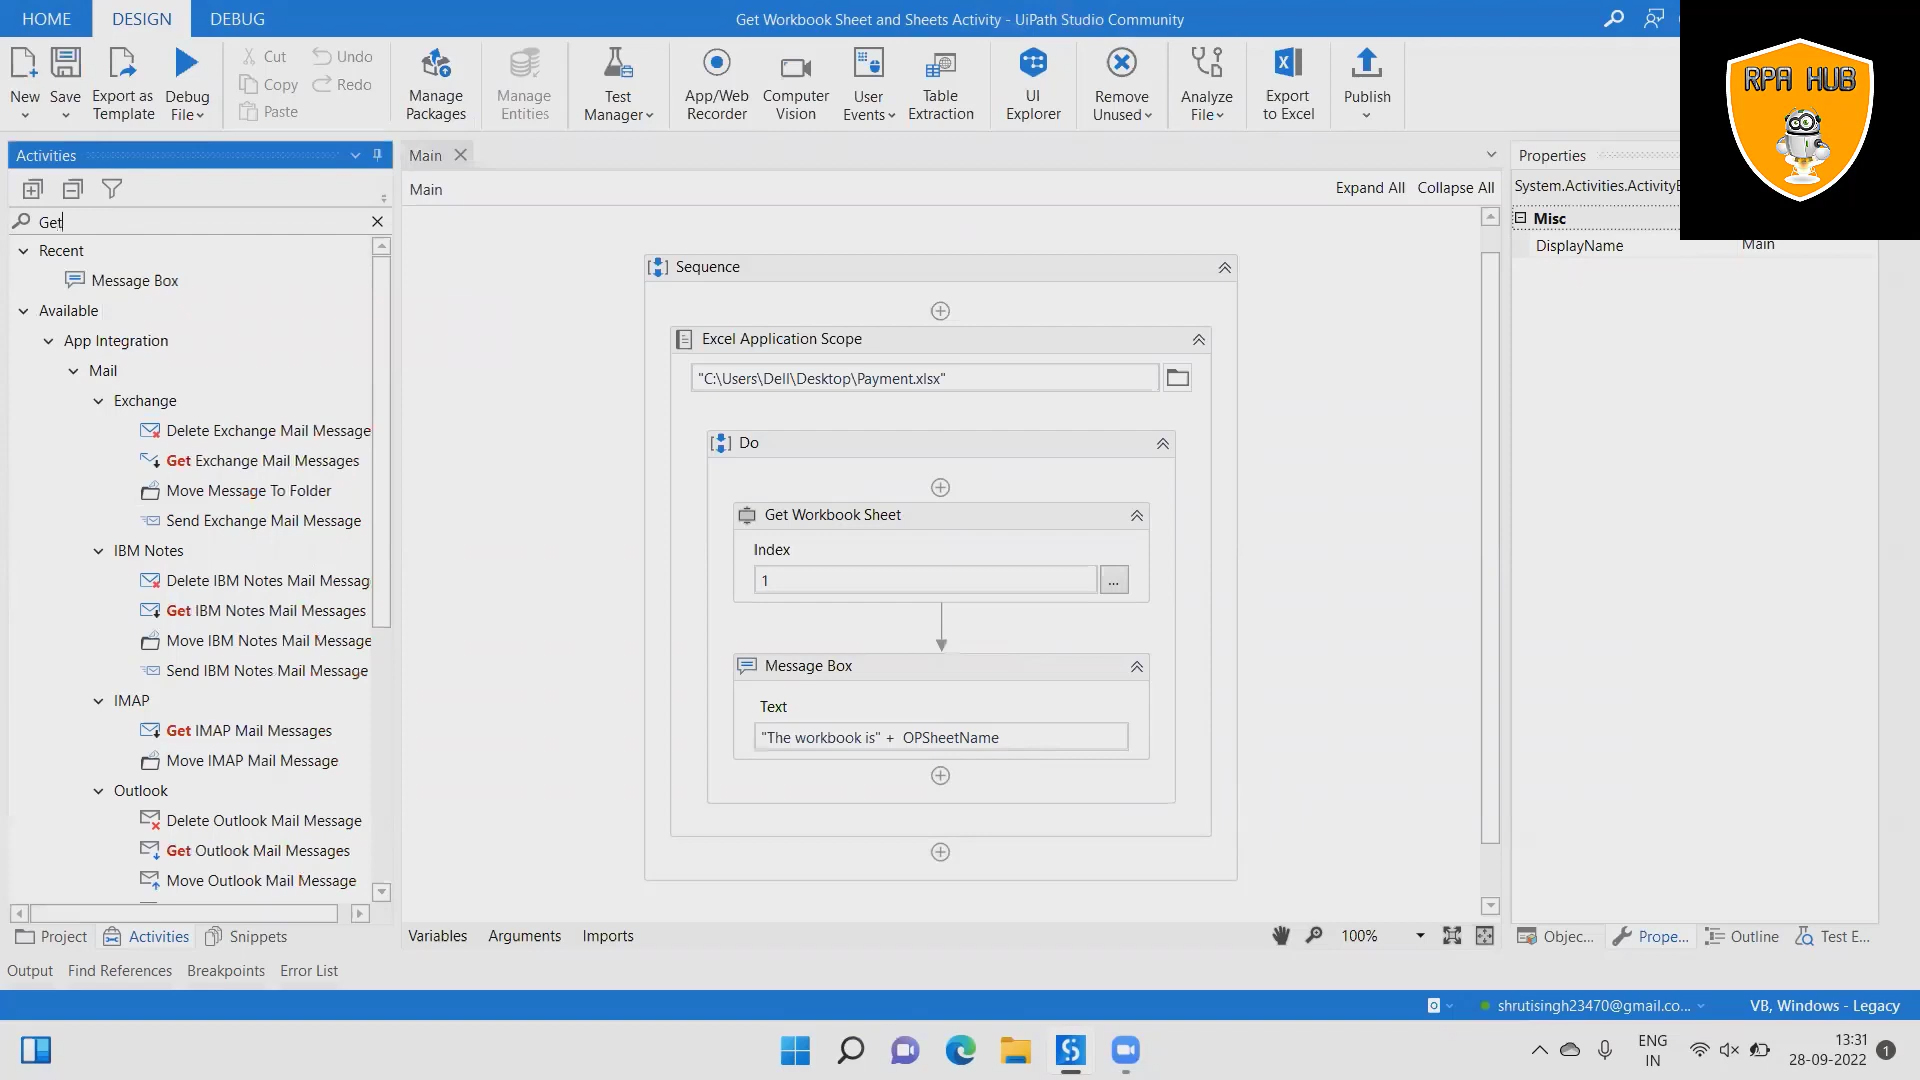 HOME DESIGN DEBUG
Get Workbook Sheet and Sheets Activity - UiPath Studio Community
RPA HUB
New
Save
Export as Template
Debug File
Cut
Copy
Paste
Undo
Redo
Manage Packages
Manage Entities
Test Manager
App/Web Recorder
Computer Vision
User Events
Table Extraction
UI Explorer
Remove Unused
Analyze File
Export to Excel
Publish
Activities
Get
Recent
Message Box
Available
App Integration
Mail
Exchange
Delete Exchange Mail Message
Get Exchange Mail Messages
Move Message To Folder
Send Exchange Mail Message
IBM Notes
Delete IBM Notes Mail Messag
Get IBM Notes Mail Messages
Move IBM Notes Mail Message
Send IBM Notes Mail Message
IMAP
Get IMAP Mail Messages
Move IMAP Mail Message
Outlook
Delete Outlook Mail Message
Get Outlook Mail Messages
Move Outlook Mail Message
Project Activities Snippets
Main
Main
Expand All Collapse All
Sequence
Excel Application Scope
"C:\Users\Dell\Desktop\Payment.xlsx"
Do
Get Workbook Sheet
Index
1
...
Message Box
Text
"The workbook is" + OPSheetName
Variables Arguments Imports
100%
Properties
System.Activities.Activity
Misc
DisplayName Main
Objec... Prope... Outline Test E...
Output Find References Breakpoints Error List
shrutisingh23470@gmail.co... VB, Windows - Legacy
ENG
IN
13:31
28-09-2022
1